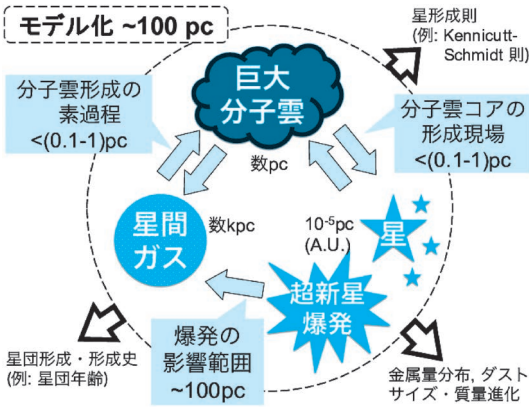 モデル化 ~100 pc
星形成則
(例: Kennicutt-
Schmidt 則)
分子雲形成の
素過程
<(0.1-1)pc
巨大
分子雲
分子雲コアの
形成現場
<(0.1-1)pc
数pc
星間
ガス
数kpc
10⁻⁵pc
(A.U.)
星
超新星
爆発
爆発の
影響範囲
~100pc
星団形成・形成史
(例: 星団年齢)
金属量分布, ダスト
サイズ・質量進化